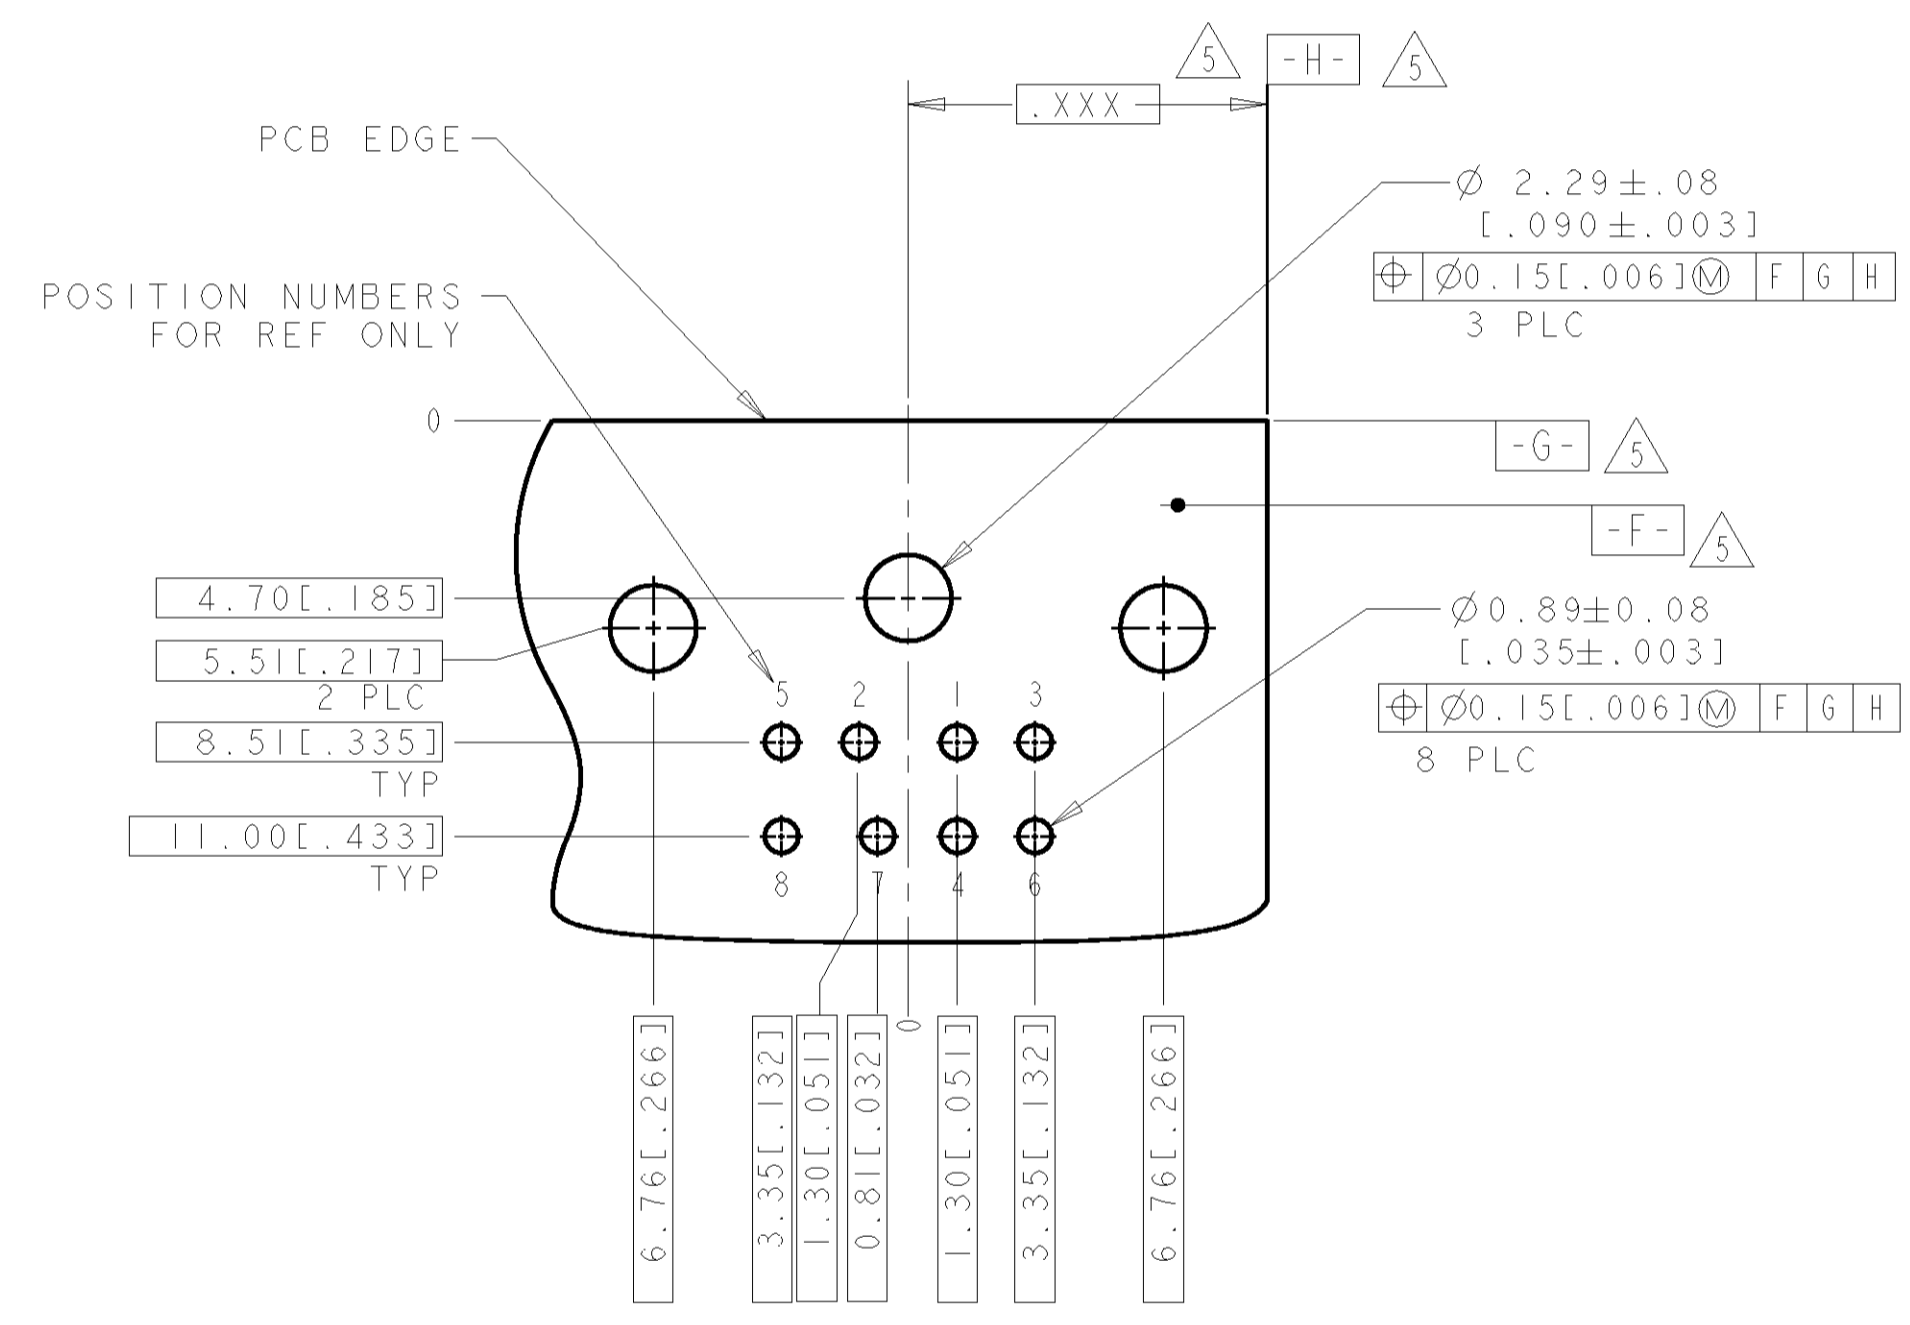 5
-H-
5
.XXX
PCB EDGE
Ø 2.29±.08
[.090±.003]
⌖ Ø0.15[.006]Ⓜ F G H
3 PLC
POSITION NUMBERS
FOR REF ONLY
0
-G-
5
-F-
5
4.70[.185]
5.51[.217]
2 PLC
8.51[.335]
TYP
11.00[.433]
TYP
Ø0.89±0.08
[.035±.003]
⌖ Ø0.15[.006]Ⓜ F G H
8 PLC
5 2 1 3
8 7 4 6
6.76[.266]
3.35[.132]
1.30[.051]
0.81[.032]
0
1.30[.051]
3.35[.132]
6.76[.266]